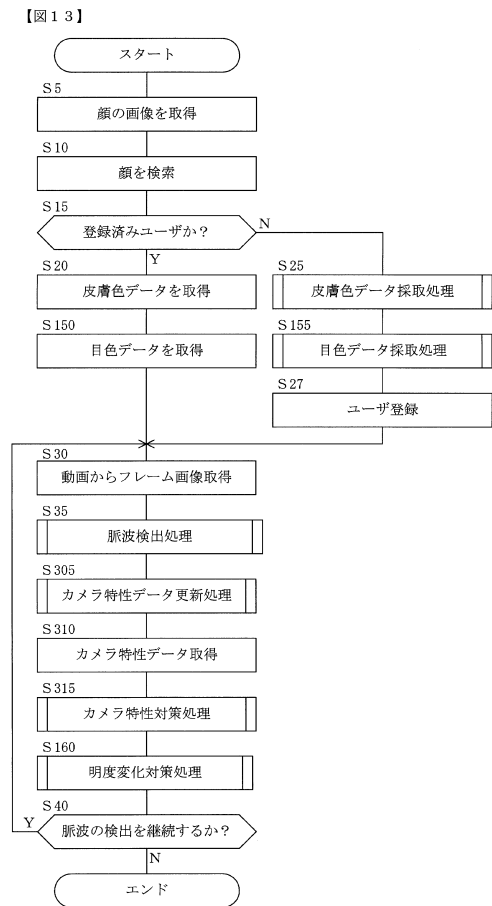 【図13】
スタート
S5
顔の画像を取得
S10
顔を検索
S15
登録済みユーザか？
N
Y
S20
皮膚色データを取得
S25
皮膚色データ採取処理
S150
目色データを取得
S155
目色データ採取処理
S27
ユーザ登録
S30
動画からフレーム画像取得
S35
脈波検出処理
S305
カメラ特性データ更新処理
S310
カメラ特性データ取得
S315
カメラ特性対策処理
S160
明度変化対策処理
S40
Y
脈波の検出を継続するか？
N
エンド